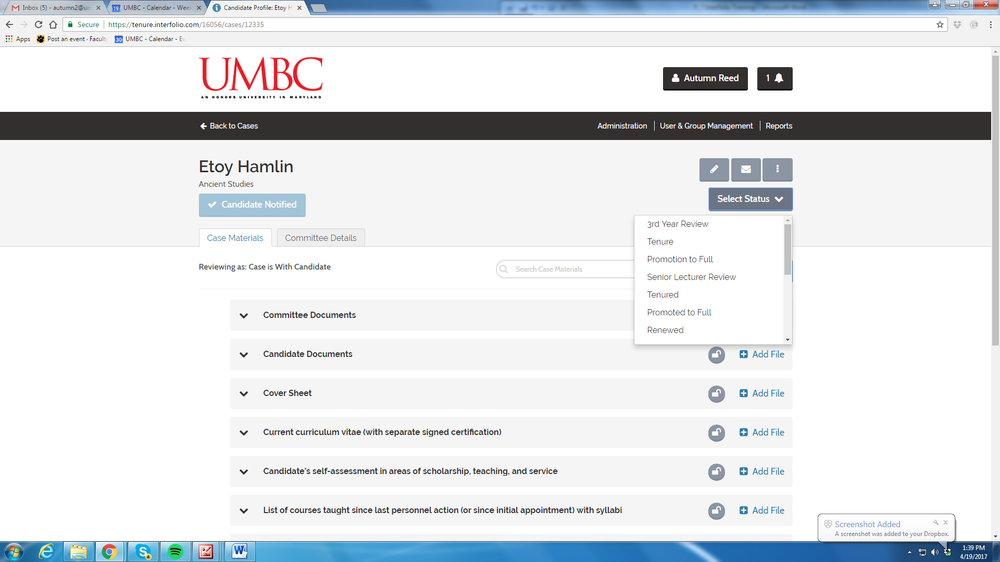 Inbox (5) - autumn2@um
UMBC - Calendar - Week
Candidate Profile: Etoy H
Secure
https://tenure.interfolio.com/16056/cases/12335
Apps
Post an event · Faculty
UMBC - Calendar - Ev
UMBC
AN HONORS UNIVERSITY IN MARYLAND
Autumn Reed
1
Back to Cases
Administration
User & Group Management
Reports
Etoy Hamlin
Ancient Studies
Candidate Notified
Select Status
3rd Year Review
Tenure
Promotion to Full
Senior Lecturer Review
Tenured
Promoted to Full
Renewed
Case Materials
Committee Details
Reviewing as: Case is With Candidate
Search Case Materials
Committee Documents
Candidate Documents
Add File
Cover Sheet
Add File
Current curriculum vitae (with separate signed certification)
Add File
Candidate's self-assessment in areas of scholarship, teaching, and service
Add File
List of courses taught since last personnel action (or since initial appointment) with syllabi
Add File
Screenshot Added
A screenshot was added to your Dropbox.
1:39 PM
4/19/2017